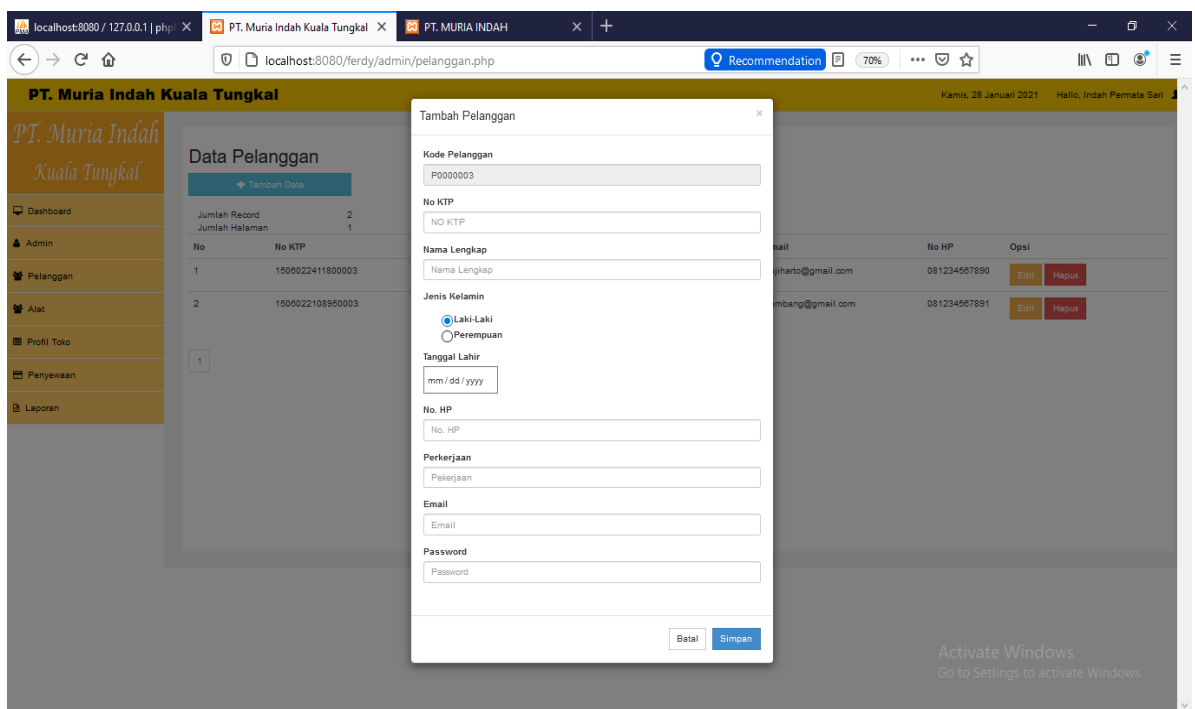 localhost:8080 / 127.0.0.1 | php
PT. Muria Indah Kuala Tungkal
PT. MURIA INDAH
localhost:8080/ferdy/admin/pelanggan.php
Recommendation
70%
PT. Muria Indah Kuala Tungkal
Kamis, 28 Januari 2021
Hallo, Indah Permata Sari
PT. Muria Indah
Kuala Tungkal
Dashboard
Admin
Pelanggan
Alat
Profil Toko
Penyewaan
Laporan
Data Pelanggan
Tambah Data
Jumlah Record 2
Jumlah Halaman 1
No No KTP mail No HP Opsi
1 1506022411800003 jiharto@gmail.com 081234567890 Edit Hapus
2 1506022108950003 mbang@gmail.com 081234567891 Edit Hapus
1
Tambah Pelanggan
×
Kode Pelanggan
P0000003
No KTP
NO KTP
Nama Lengkap
Nama Lengkap
Jenis Kelamin
Laki-Laki
Perempuan
Tanggal Lahir
mm / dd / yyyy
No. HP
No. HP
Perkerjaan
Pekerjaan
Email
Email
Password
Password
Batal Simpan
Activate Windows
Go to Settings to activate Windows.